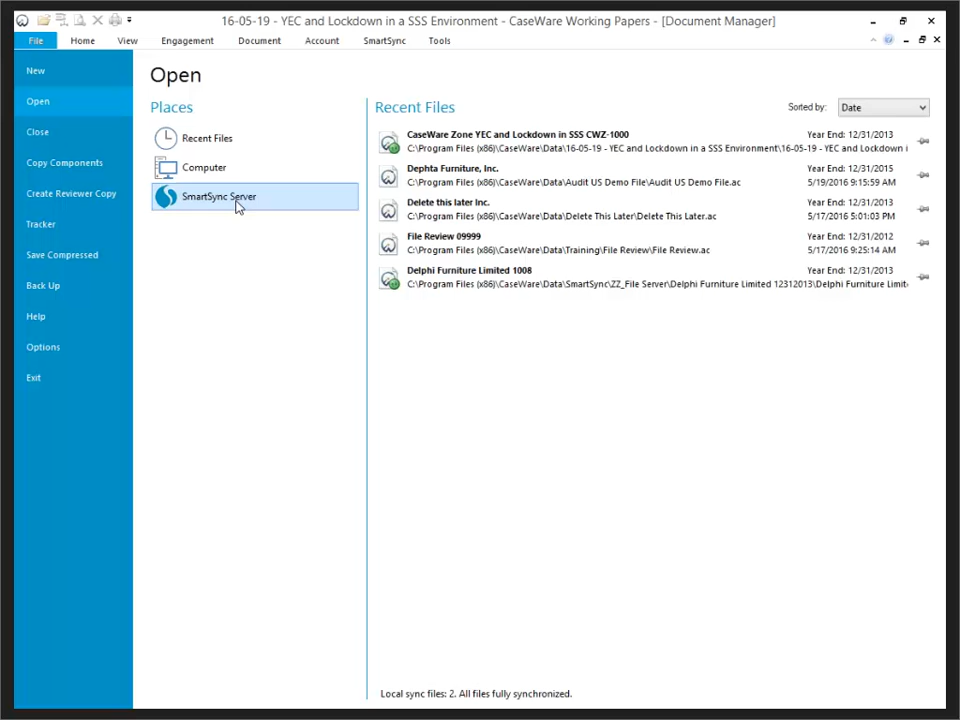 16-05-19 - YEC and Lockdown in a SSS Environment - CaseWare Working Papers - [Document Manager]
File Home View Engagement Document Account SmartSync Tools
New
Open
Close
Copy Components
Create Reviewer Copy
Tracker
Save Compressed
Back Up
Help
Options
Exit
Open
Places
Recent Files
Computer
SmartSync Server
Recent Files
Sorted by: Date
CaseWare Zone YEC and Lockdown in SSS CWZ-1000 Year End: 12/31/2013
C:\Program Files (x86)\CaseWare\Data\16-05-19 - YEC and Lockdown in a SSS Environment\16-05-19 - YEC and Lockdown i
Dephta Furniture, Inc. Year End: 12/31/2015
C:\Program Files (x86)\CaseWare\Data\Audit US Demo File\Audit US Demo File.ac 5/19/2016 9:15:59 AM
Delete this later Inc. Year End: 12/31/2013
C:\Program Files (x86)\CaseWare\Data\Delete This Later\Delete This Later.ac 5/17/2016 5:01:03 PM
File Review 09999 Year End: 12/31/2012
C:\Program Files (x86)\CaseWare\Data\Training\File Review\File Review.ac 5/17/2016 9:25:14 AM
Delphi Furniture Limited 1008 Year End: 12/31/2013
C:\Program Files (x86)\CaseWare\Data\SmartSync\ZZ_File Server\Delphi Furniture Limited 12312013\Delphi Furniture Limit
Local sync files: 2. All files fully synchronized.